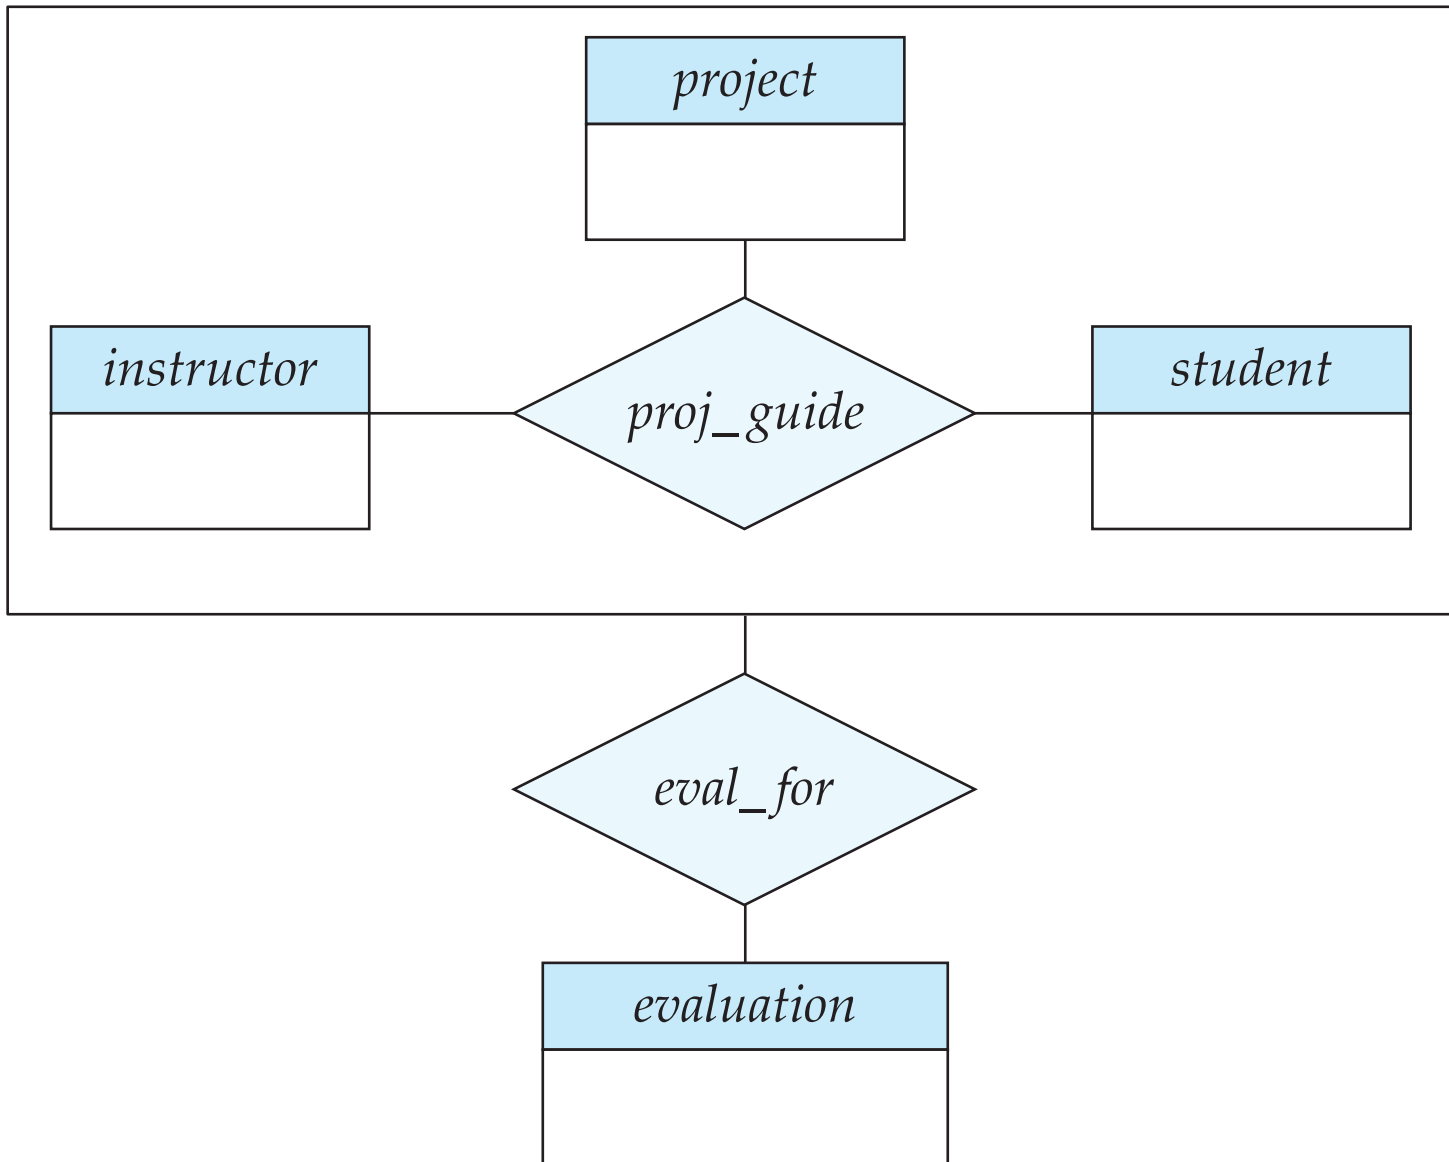 project
instructor
proj_guide
student
eval_for
evaluation